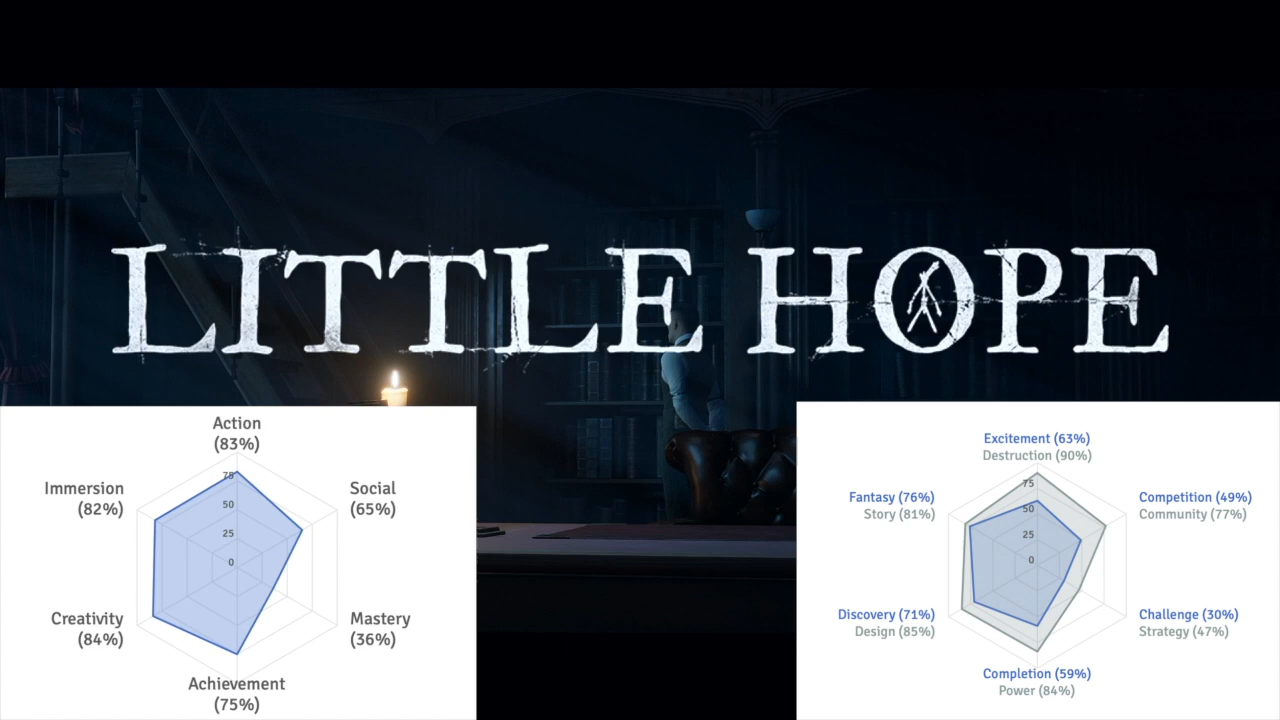 LITTLE HOPE
Action
(83%)
75
50
25
0
Immersion
(82%)
Social
(65%)
Creativity
(84%)
Mastery
(36%)
Achievement
(75%)
Excitement (63%)
Destruction (90%)
75
50
25
0
Fantasy (76%)
Story (81%)
Competition (49%)
Community (77%)
Discovery (71%)
Design (85%)
Challenge (30%)
Strategy (47%)
Completion (59%)
Power (84%)